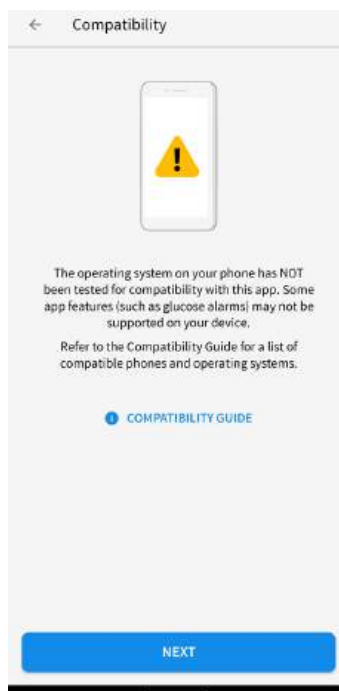 Compatibility
The operating system on your phone has NOT
been tested for compatibility with this app. Some
app features (such as glucose alarms) may not be
supported on your device.
Refer to the Compatibility Guide for a list of
compatible phones and operating systems.
COMPATIBILITY GUIDE
NEXT